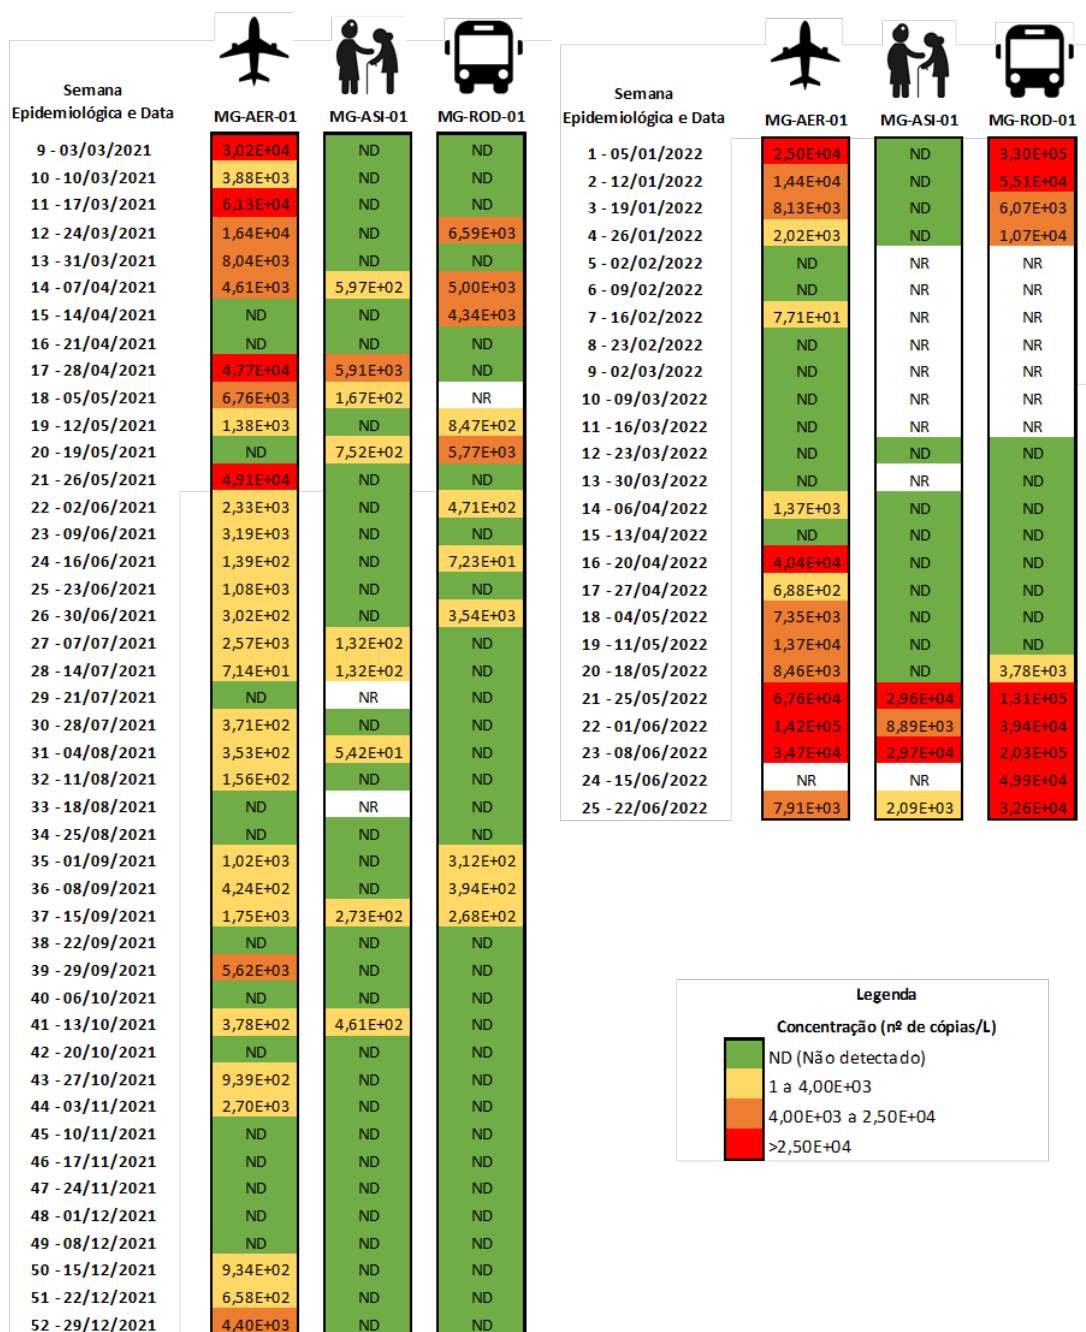 Semana
Epidemiológica e Data MG-AER-01 MG-ASI-01 MG-ROD-01
9 - 03/03/2021 3,02E+04 ND ND
10 - 10/03/2021 3,88E+03 ND ND
11 - 17/03/2021 6,13E+04 ND ND
12 - 24/03/2021 1,64E+04 ND 6,59E+03
13 - 31/03/2021 8,04E+03 ND ND
14 - 07/04/2021 4,61E+03 5,97E+02 5,00E+03
15 - 14/04/2021 ND ND 4,34E+03
16 - 21/04/2021 ND ND ND
17 - 28/04/2021 4,77E+04 5,91E+03 ND
18 - 05/05/2021 6,76E+03 1,67E+02 NR
19 - 12/05/2021 1,38E+03 ND 8,47E+02
20 - 19/05/2021 ND 7,52E+02 5,77E+03
21 - 26/05/2021 4,91E+04 ND ND
22 - 02/06/2021 2,33E+03 ND 4,71E+02
23 - 09/06/2021 3,19E+03 ND ND
24 - 16/06/2021 1,39E+02 ND 7,23E+01
25 - 23/06/2021 1,08E+03 ND ND
26 - 30/06/2021 3,02E+02 ND 3,54E+03
27 - 07/07/2021 2,57E+03 1,32E+02 ND
28 - 14/07/2021 7,14E+01 1,32E+02 ND
29 - 21/07/2021 ND NR ND
30 - 28/07/2021 3,71E+02 ND ND
31 - 04/08/2021 3,53E+02 5,42E+01 ND
32 - 11/08/2021 1,56E+02 ND ND
33 - 18/08/2021 ND NR ND
34 - 25/08/2021 ND ND ND
35 - 01/09/2021 1,02E+03 ND 3,12E+02
36 - 08/09/2021 4,24E+02 ND 3,94E+02
37 - 15/09/2021 1,75E+03 2,73E+02 2,68E+02
38 - 22/09/2021 ND ND ND
39 - 29/09/2021 5,62E+03 ND ND
40 - 06/10/2021 ND ND ND
41 - 13/10/2021 3,78E+02 4,61E+02 ND
42 - 20/10/2021 ND ND ND
43 - 27/10/2021 9,39E+02 ND ND
44 - 03/11/2021 2,70E+03 ND ND
45 - 10/11/2021 ND ND ND
46 - 17/11/2021 ND ND ND
47 - 24/11/2021 ND ND ND
48 - 01/12/2021 ND ND ND
49 - 08/12/2021 ND ND ND
50 - 15/12/2021 9,34E+02 ND ND
51 - 22/12/2021 6,58E+02 ND ND
52 - 29/12/2021 4,40E+03 ND ND
Semana
Epidemiológica e Data MG-AER-01 MG-ASI-01 MG-ROD-01
1 - 05/01/2022 2,50E+04 ND 3,30E+05
2 - 12/01/2022 1,44E+04 ND 5,51E+04
3 - 19/01/2022 8,13E+03 ND 6,07E+03
4 - 26/01/2022 2,02E+03 ND 1,07E+04
5 - 02/02/2022 ND NR NR
6 - 09/02/2022 ND NR NR
7 - 16/02/2022 7,71E+01 NR NR
8 - 23/02/2022 ND NR NR
9 - 02/03/2022 ND NR NR
10 - 09/03/2022 ND NR NR
11 - 16/03/2022 ND NR NR
12 - 23/03/2022 ND ND ND
13 - 30/03/2022 ND NR ND
14 - 06/04/2022 1,37E+03 ND ND
15 - 13/04/2022 ND ND ND
16 - 20/04/2022 4,04E+04 ND ND
17 - 27/04/2022 6,88E+02 ND ND
18 - 04/05/2022 7,35E+03 ND ND
19 - 11/05/2022 1,37E+04 ND ND
20 - 18/05/2022 8,46E+03 ND 3,78E+03
21 - 25/05/2022 6,76E+04 2,96E+04 1,31E+05
22 - 01/06/2022 1,42E+05 8,89E+03 3,94E+04
23 - 08/06/2022 3,47E+04 2,97E+04 2,03E+05
24 - 15/06/2022 NR NR 4,99E+04
25 - 22/06/2022 7,91E+03 2,09E+03 3,26E+04
Legenda
Concentração (nº de cópias/L)
ND (Não detectado)
1 a 4,00E+03
4,00E+03 a 2,50E+04
>2,50E+04